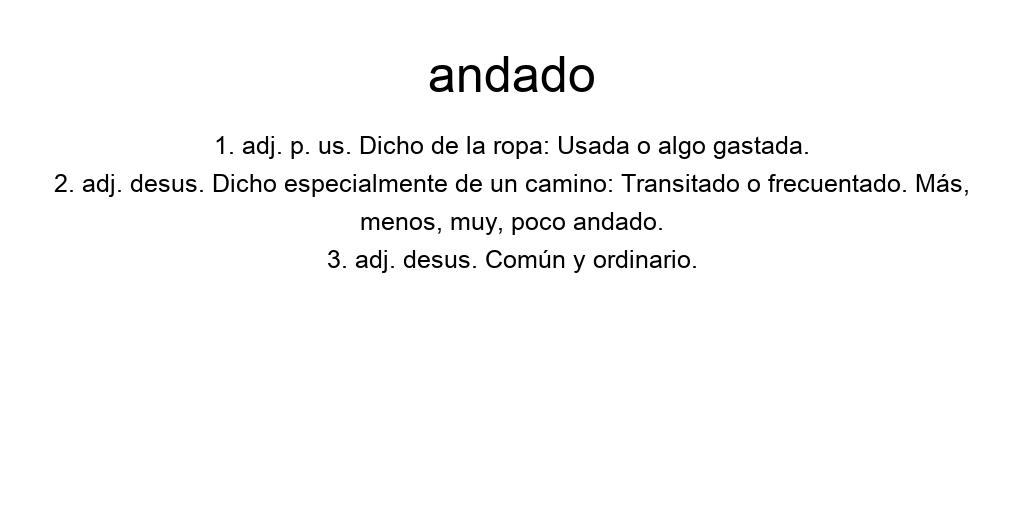 andado
1. adj. p. us. Dicho de la ropa: Usada o algo gastada.
2. adj. desus. Dicho especialmente de un camino: Transitado o frecuentado. Más,
menos, muy, poco andado.
3. adj. desus. Común y ordinario.